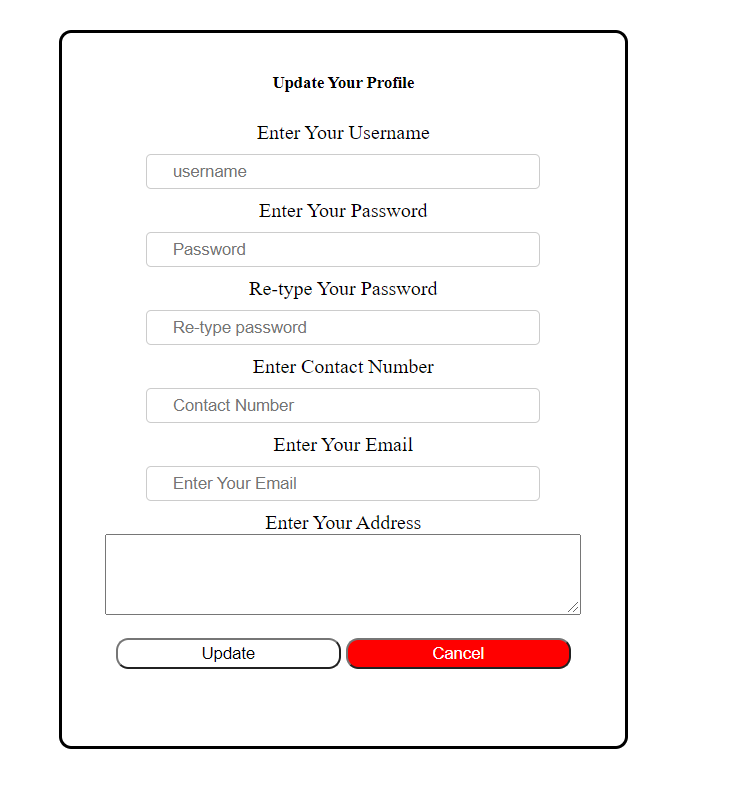 Update Your Profile
Enter Your Username
username
Enter Your Password
Password
Re-type Your Password
Re-type password
Enter Contact Number
Contact Number
Enter Your Email
Enter Your Email
Enter Your Address
Update Cancel